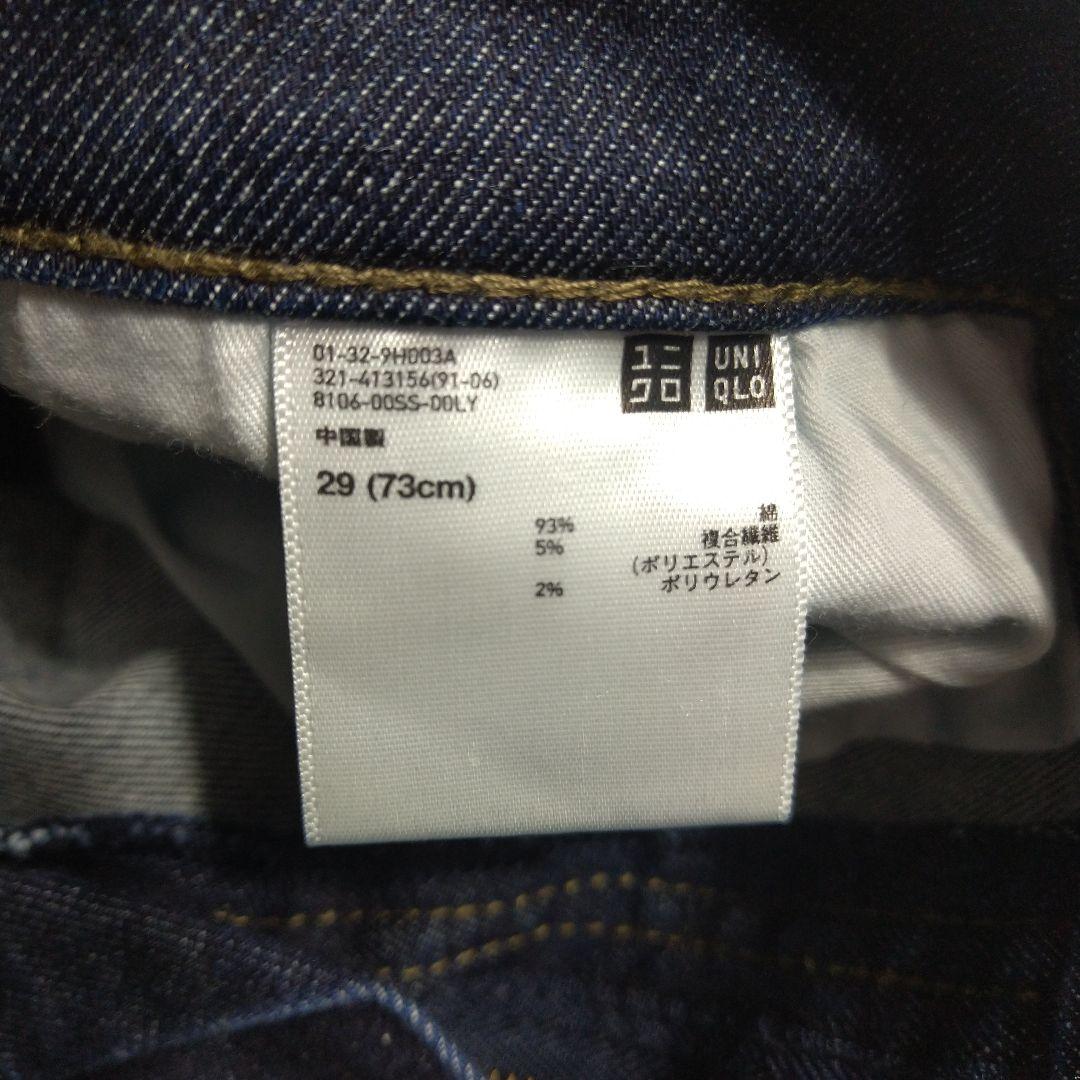 01-32-9H003A
321-413156(91-06)
8106-00SS-00LY
中国製
29 (73cm)
ユニ
クロ
UNI
QLO
93% 綿
5% 複合繊維
(ポリエステル)
2% ポリウレタン